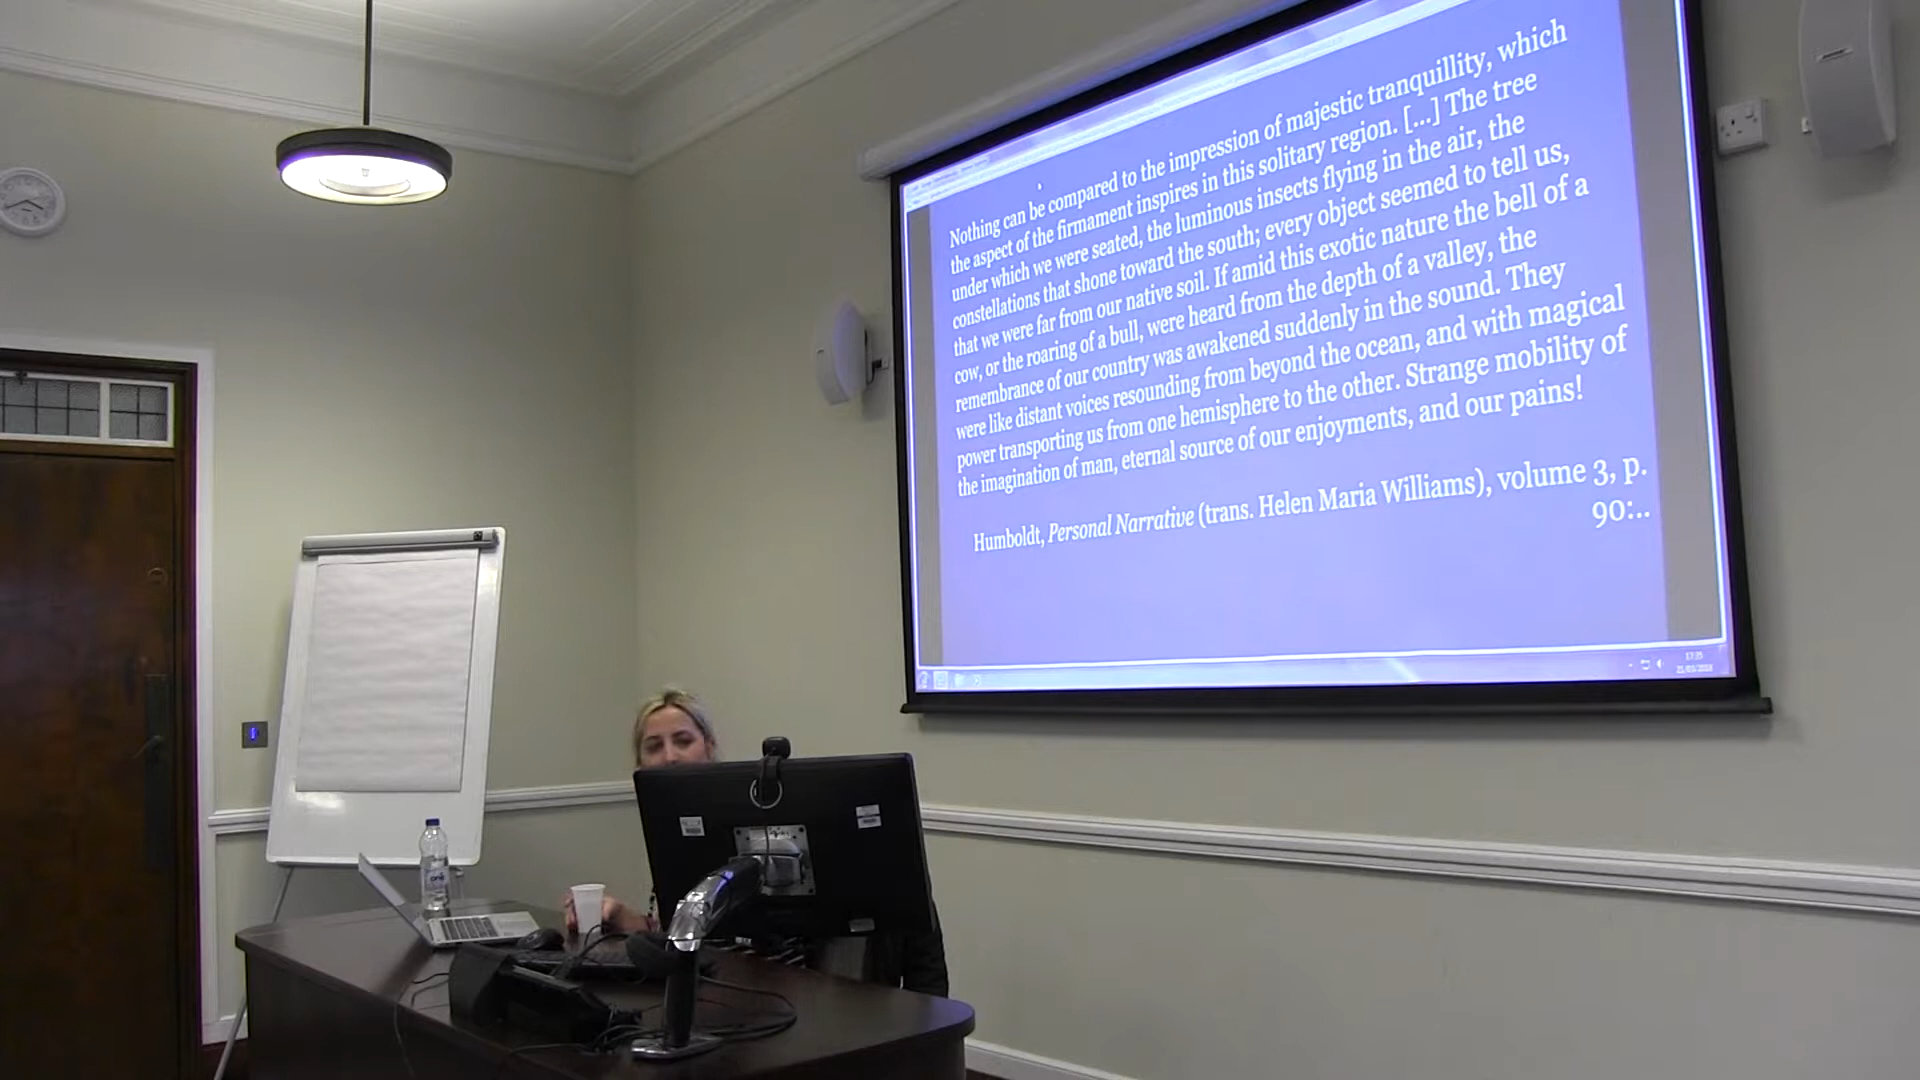 Nothing can be compared to the impression of majestic tranquillity, which
the aspect of the firmament inspires in this solitary region. [...] The tree
under which we were seated, the luminous insects flying in the air, the
constellations that shone toward the south; every object seemed to tell us,
that we were far from our native soil. If amid this exotic nature the bell of a
cow, or the roaring of a bull, were heard from the depth of a valley, the
remembrance of our country was awakened suddenly in the sound. They
were like distant voices resounding from beyond the ocean, and with magical
power transporting us from one hemisphere to the other. Strange mobility of
the imagination of man, eternal source of our enjoyments, and our pains!
Humboldt, Personal Narrative (trans. Helen Maria Williams), volume 3, p.
90:..
17:35
21/03/2018